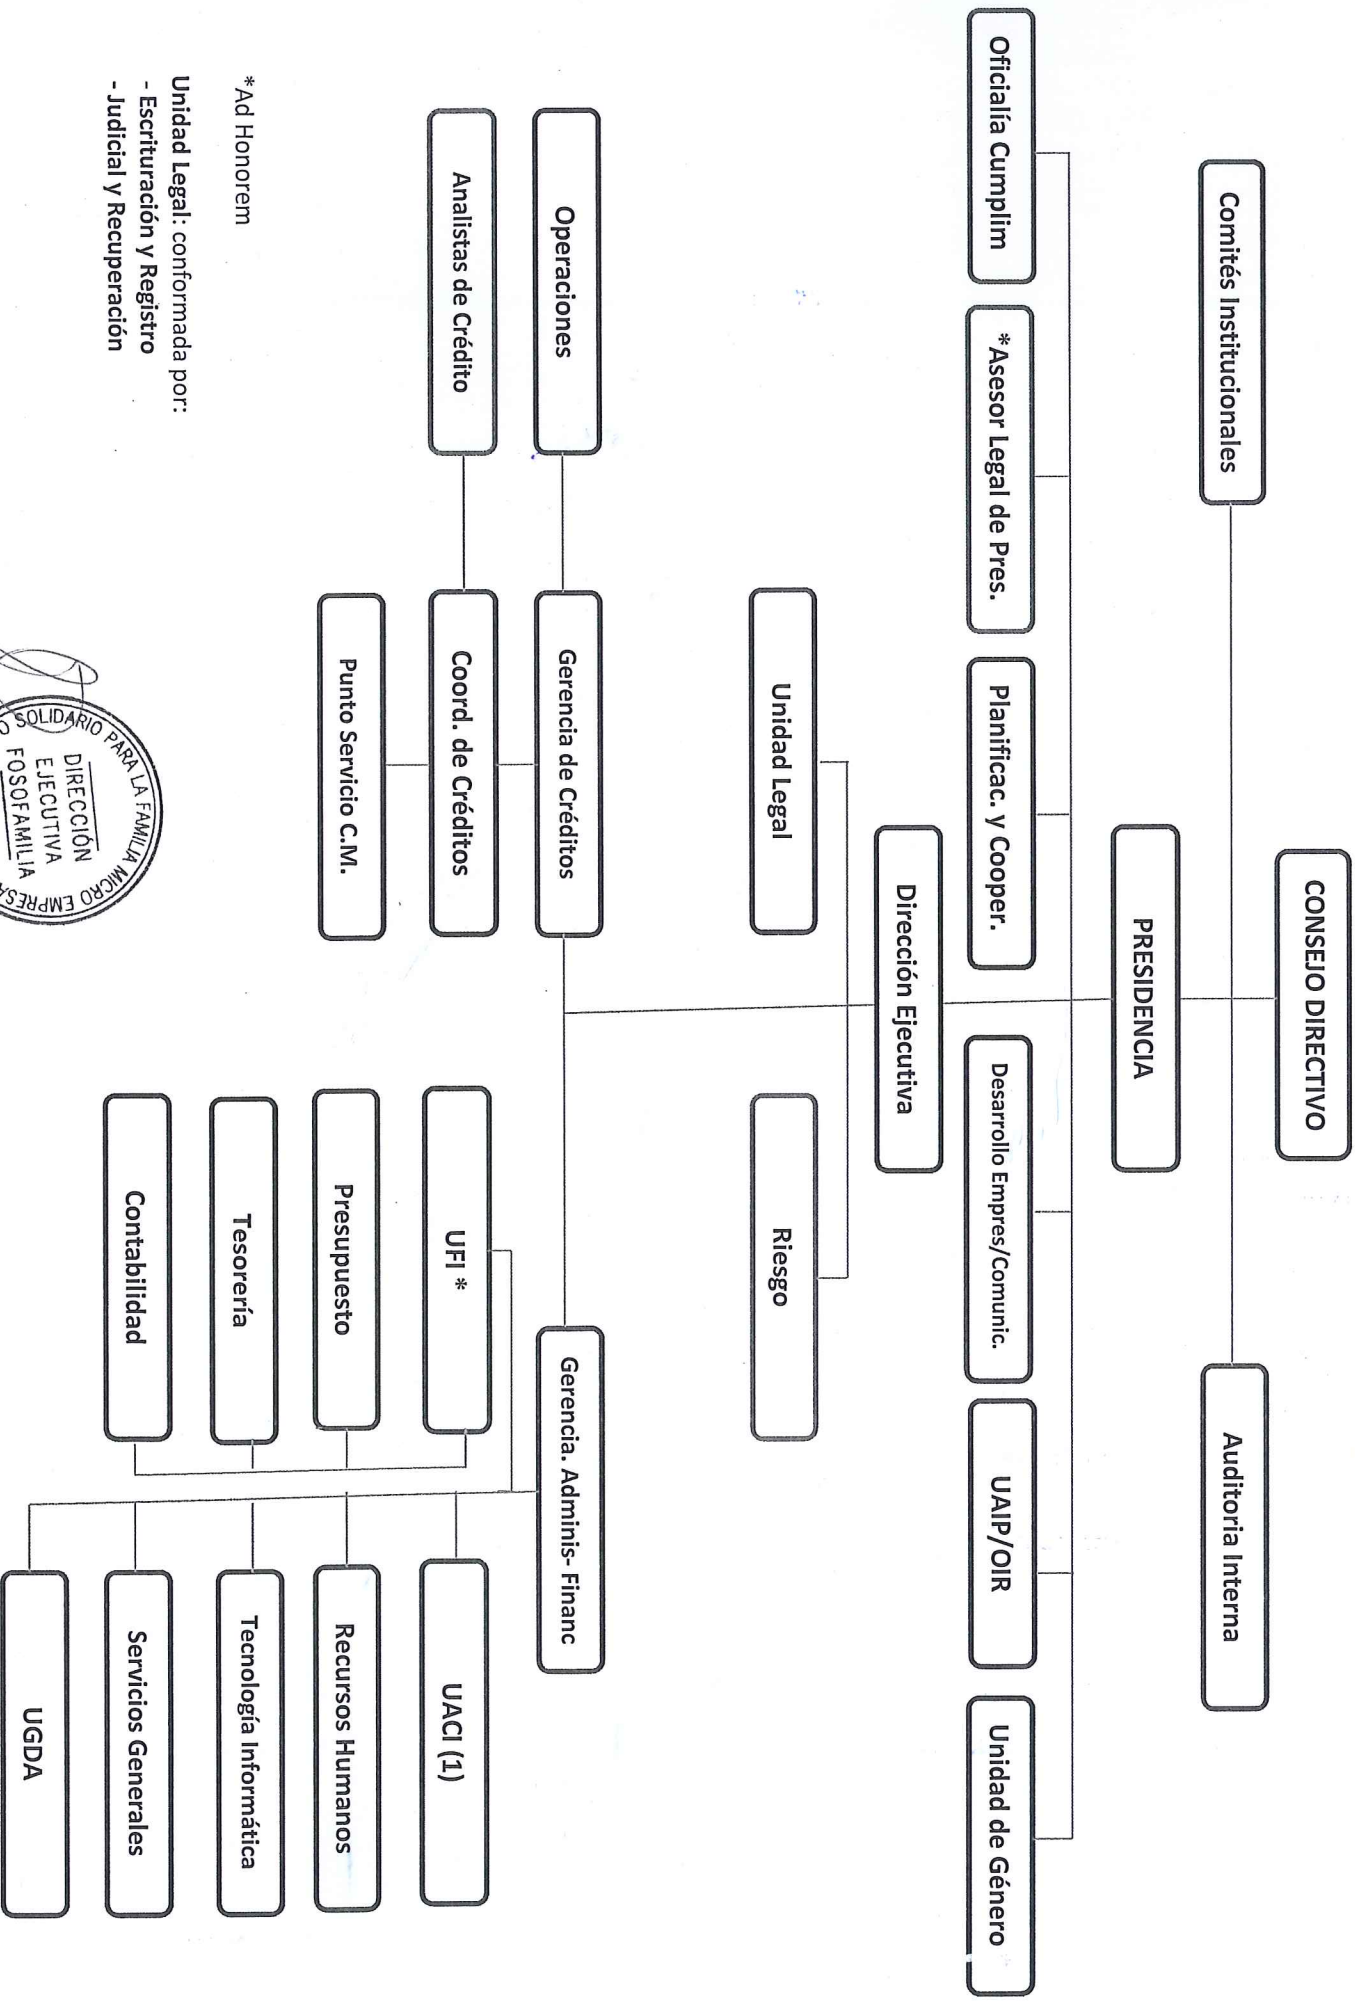 CONSEJO DIRECTIVO
Comités Institucionales
Auditoria Interna
PRESIDENCIA
Oficialía Cumplim
*Asesor Legal de Pres.
Planificac. y Cooper.
Desarrollo Empres/Comunic.
UAIP/OIR
Unidad de Género
Dirección Ejecutiva
Unidad Legal
Riesgo
Operaciones
Gerencia de Créditos
Gerencia. Adminis- Financ
Analistas de Crédito
Coord. de Créditos
UFI *
UACI (1)
Punto Servicio C.M.
Presupuesto
Recursos Humanos
Tesorería
Tecnología Informática
Contabilidad
Servicios Generales
UGDA
*Ad Honorem
Unidad Legal: conformada por:
- Escrituración y Registro
- Judicial y Recuperación
SOLIDARIO PARA LA FAMILIA MICRO
DIRECCIÓN
EJECUTIVA
FOSOFAMILIA